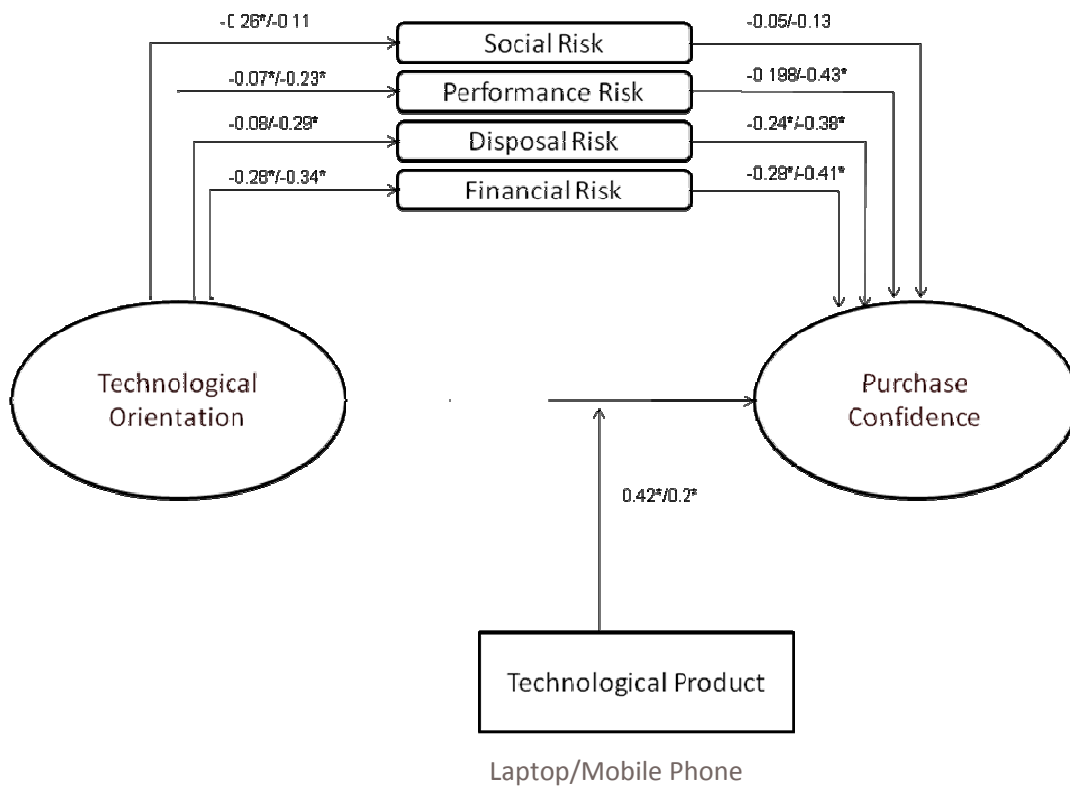 -0.26*/-0.11
Social Risk
-0.05/-0.13
-0.07*/-0.23*
Performance Risk
-0.198/-0.43*
-0.08/-0.29*
Disposal Risk
-0.24*/-0.38*
-0.28*/-0.34*
Financial Risk
-0.29*/-0.41*
Technological
Orientation
Purchase
Confidence
0.42*/0.2*
Technological Product
Laptop/Mobile Phone